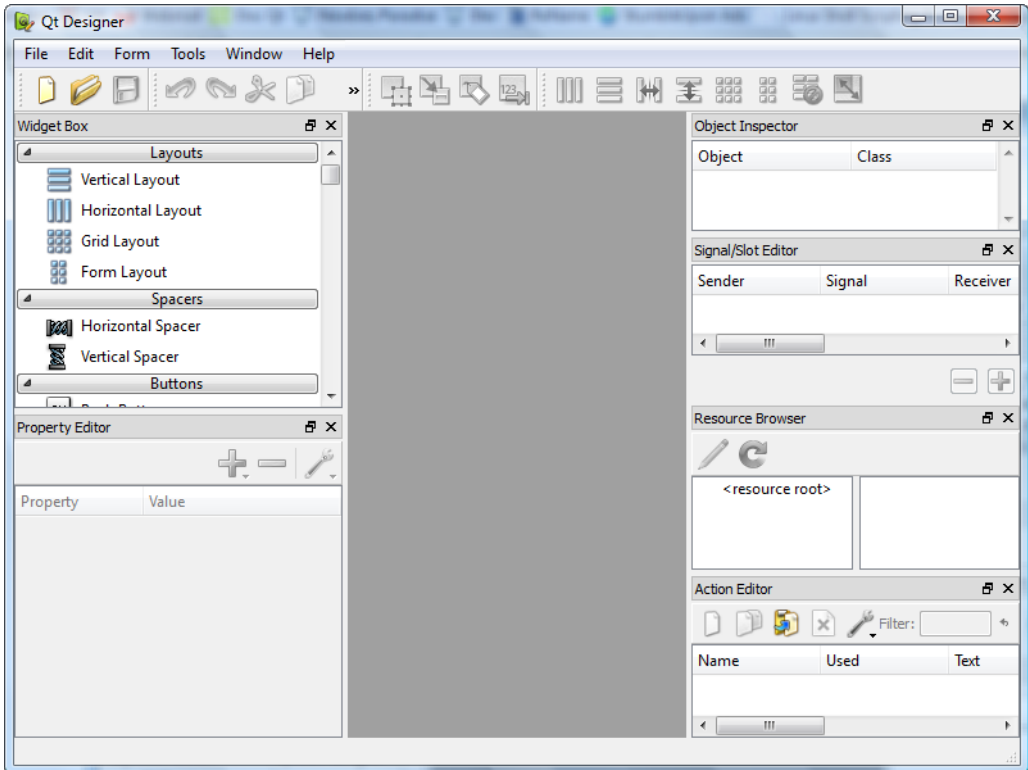 Qt Designer
File Edit Form Tools Window Help
»
123
Widget Box
Layouts
Vertical Layout
Horizontal Layout
Grid Layout
Form Layout
Spacers
Horizontal Spacer
Vertical Spacer
Buttons
Property Editor
Property Value
Object Inspector
Object Class
Signal/Slot Editor
Sender Signal Receiver
Resource Browser
<resource root>
Action Editor
Filter:
Name Used Text